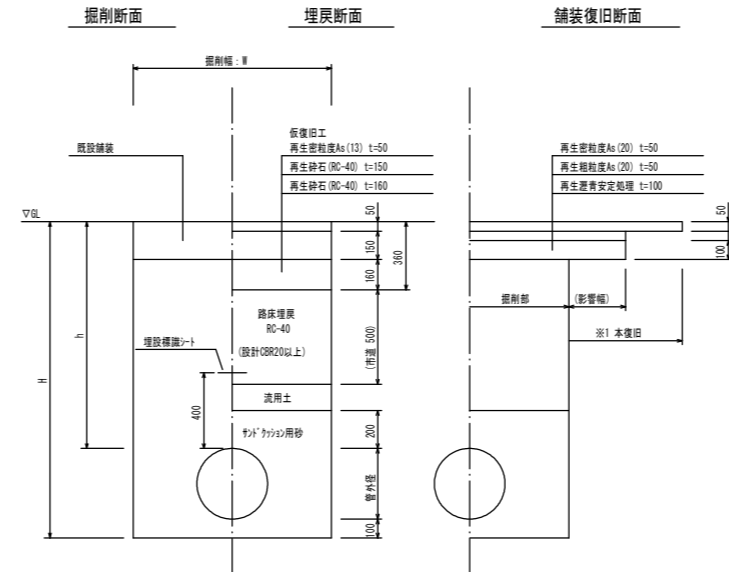 掘削断面
埋戻断面
舗装復旧断面
掘削幅：W
仮復旧工
再生密粒度As(13) t=50
再生砕石(RC-40) t=150
再生砕石(RC-40) t=160
既設舗装
再生密粒度As(20) t=50
再生粗粒度As(20) t=50
再生瀝青安定処理 t=100
▽GL
50
150
160
360
50
100
掘削部
(影響幅)
※1 本復旧
路床埋戻
RC-40
(設計CBR20以上)
(市道 500)
埋設標識ｼｰﾄ
h
H
400
流用土
ｻﾝﾄﾞｸｯｼｮﾝ用砂
200
管外径
100